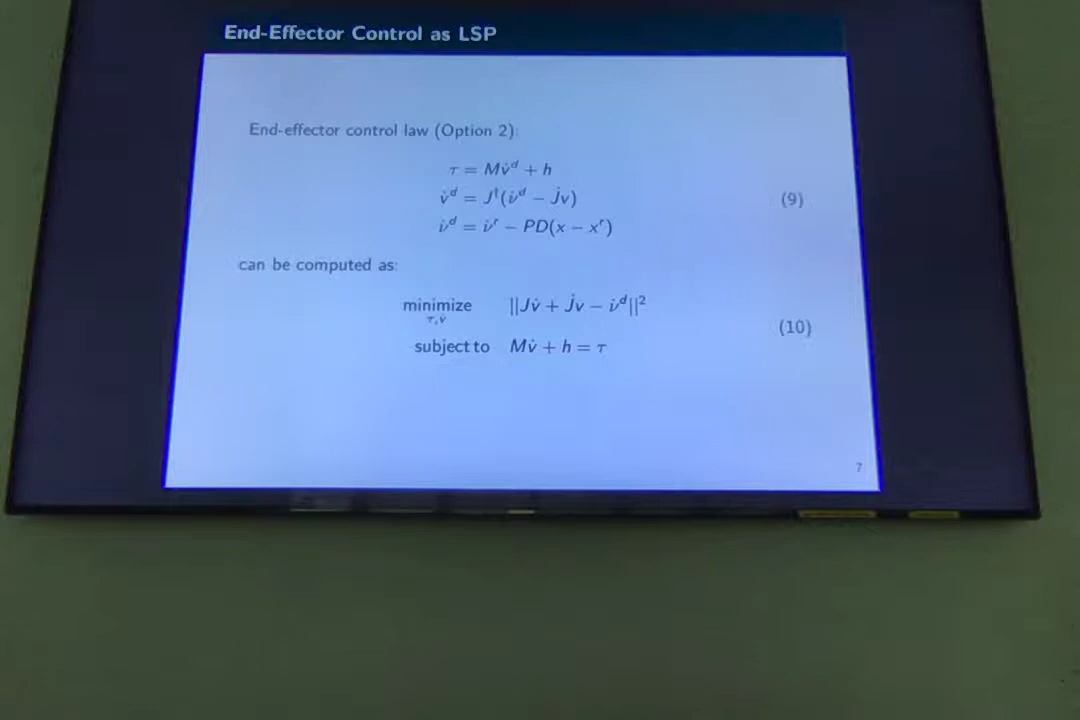 End-Effector Control as LSP
End-effector control law (Option 2):
τ = Mv̇ᵈ + h
v̇ᵈ = J†(ν̇ᵈ − J̇v)
(9)
ν̇ᵈ = ν̇ʳ − PD(x − xʳ)
can be computed as:
minimize ||Jv̇ + J̇v − ν̇ᵈ||²
τ,v̇
(10)
subject to Mv̇ + h = τ
7